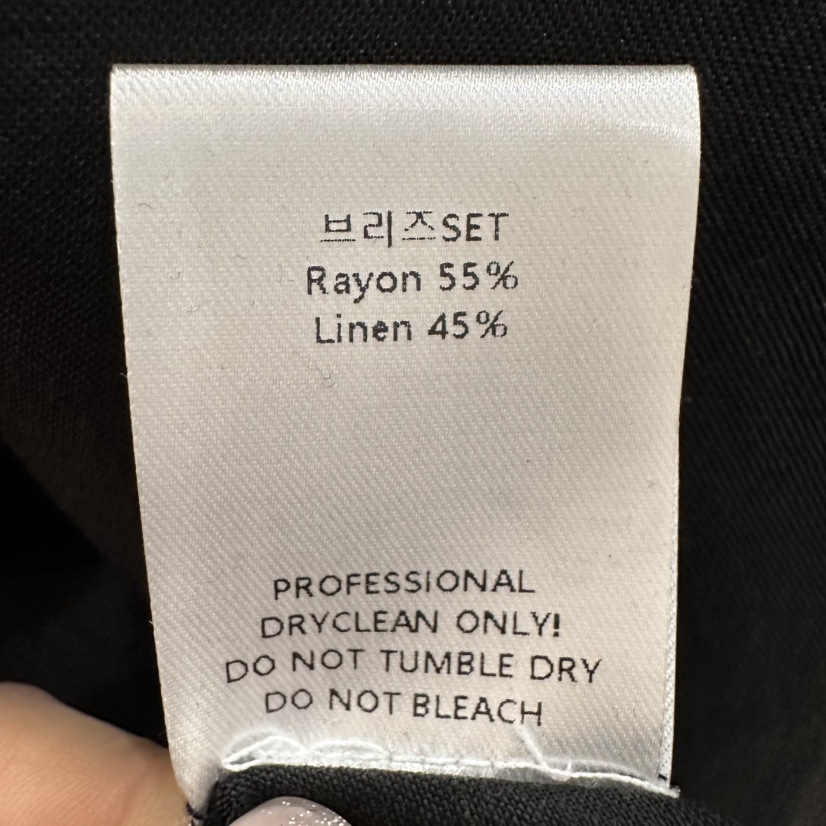 브리즈SET
Rayon 55%
Linen 45%
PROFESSIONAL
DRYCLEAN ONLY!
DO NOT TUMBLE DRY
DO NOT BLEACH